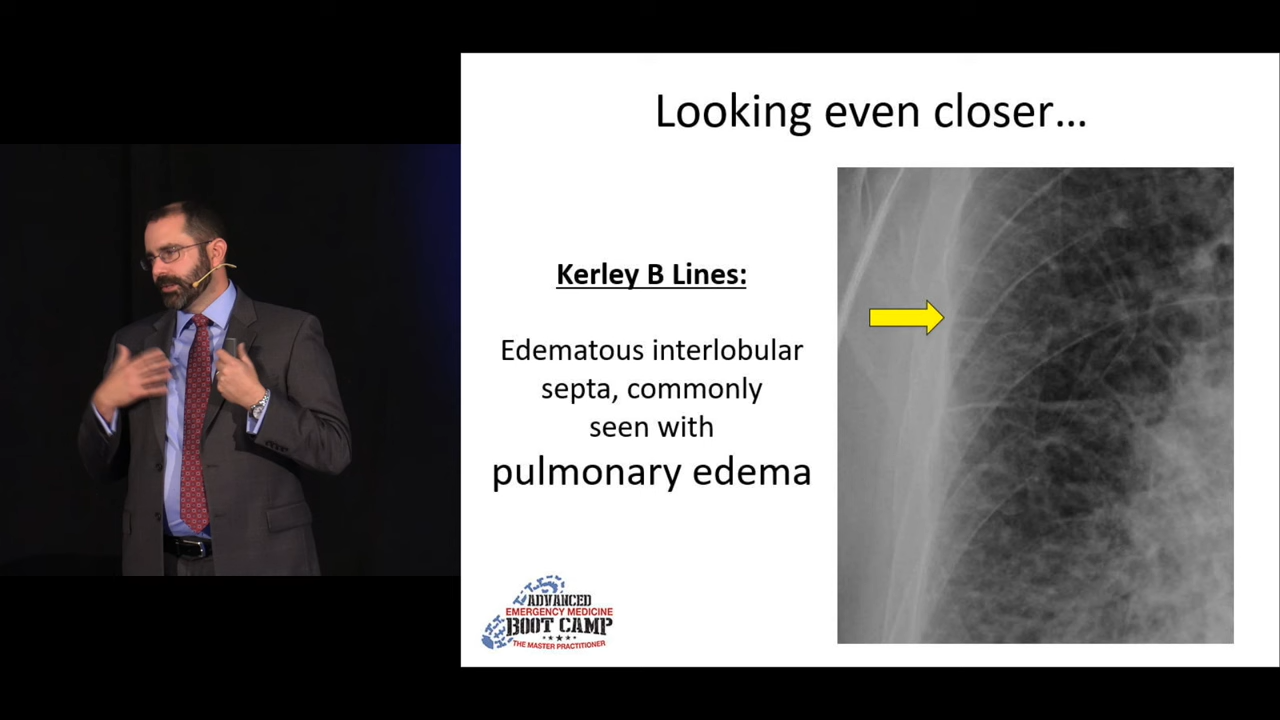 Looking even closer...
Kerley B Lines:
Edematous interlobular
septa, commonly
seen with
pulmonary edema
ADVANCED
EMERGENCY MEDICINE
BOOT CAMP
THE MASTER PRACTITIONER